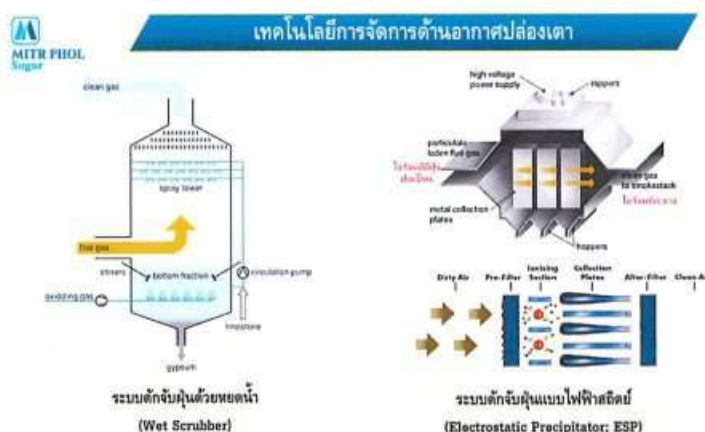 เทคโนโลยีการจัดการด้านอากาศปล่องเตา
MITR PHOL
Sugar
clean gas
spray tower
flue gas
stirrers
bottom fraction
circulation pump
oxidizing gas
limestone
gypsum
ระบบดักจับฝุ่นด้วยหยดน้ำ
(Wet Scrubber)
high voltage
power supply
rappers
particulate
laden flue gas
clean gas
to smokestack
metal collection
plates
hoppers
Dirty Air
Pre-Filter
Ionizing
Section
Collection
Plates
After-Filter
Clean A
ระบบดักจับฝุ่นแบบไฟฟ้าสถิตย์
(Electrostatic Precipitator: ESP)